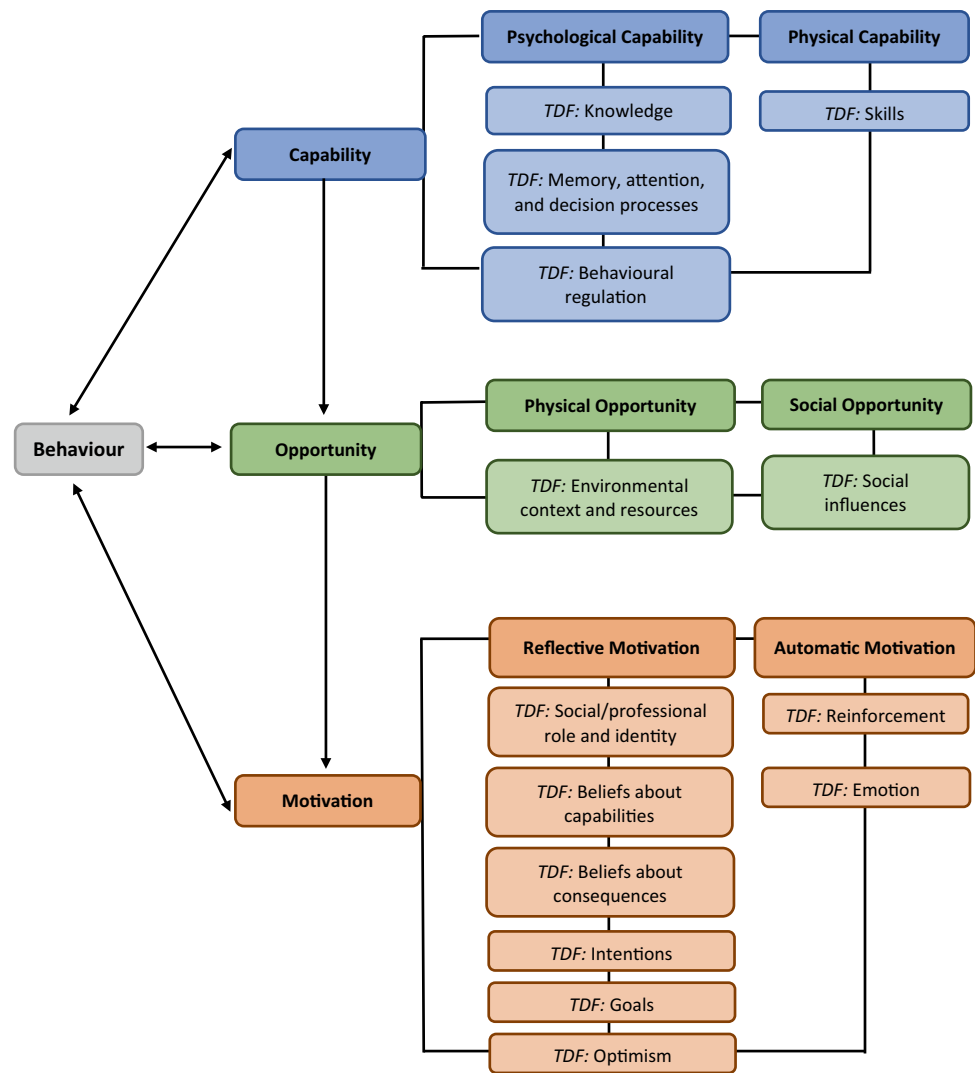 Psychological Capability
Physical Capability
TDF: Knowledge
TDF: Skills
Capability
TDF: Memory, attention,
and decision processes
TDF: Behavioural
regulation
Physical Opportunity
Social Opportunity
Behaviour
Opportunity
TDF: Environmental
context and resources
TDF: Social
influences
Reflective Motivation
Automatic Motivation
TDF: Social/professional
role and identity
TDF: Reinforcement
Motivation
TDF: Beliefs about
capabilities
TDF: Emotion
TDF: Beliefs about
consequences
TDF: Intentions
TDF: Goals
TDF: Optimism